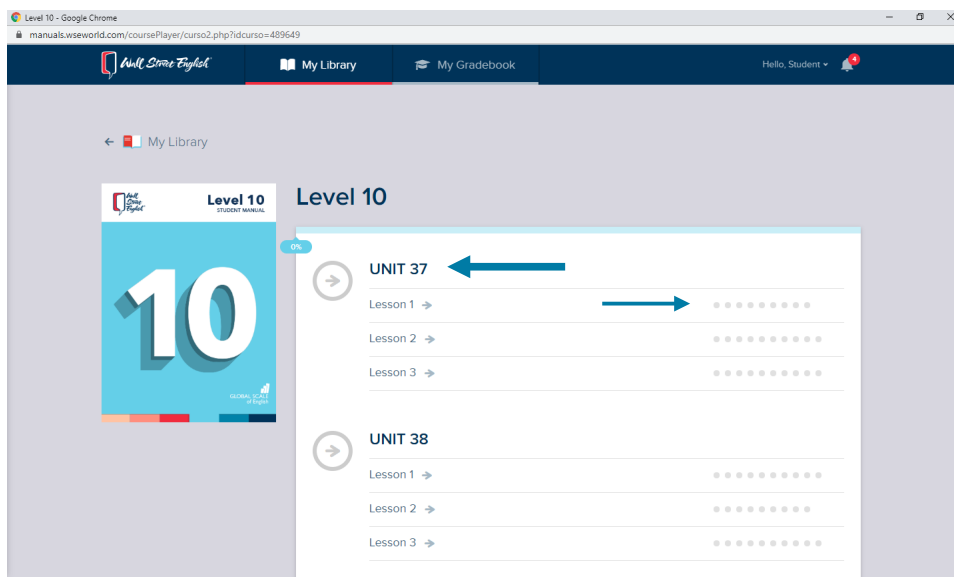 Level 10 - Google Chrome
manuals.wseworld.com/coursePlayer/curso2.php?idcurso=489649
Wall Street English
My Library
My Gradebook
Hello, Student
4
My Library
Wall Street English
Level 10
STUDENT MANUAL
10
GLOBAL SCALE
of English
Level 10
0%
UNIT 37
Lesson 1
Lesson 2
Lesson 3
UNIT 38
Lesson 1
Lesson 2
Lesson 3